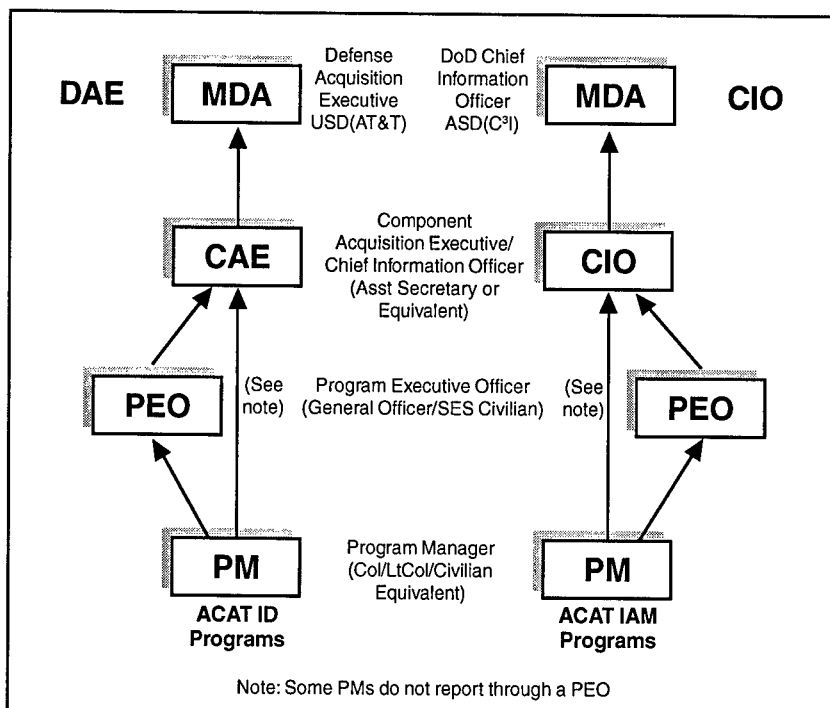 DAE
MDA
Defense
Acquisition
Executive
USD(AT&T)
DoD Chief
Information
Officer
ASD(C³I)
MDA
CIO
CAE
Component
Acquisition Executive/
Chief Information Officer
(Asst Secretary or
Equivalent)
CIO
PEO
(See
note)
Program Executive Officer
(General Officer/SES Civilian)
(See
note)
PEO
PM
ACAT ID
Programs
Program Manager
(Col/LtCol/Civilian
Equivalent)
PM
ACAT IAM
Programs
Note: Some PMs do not report through a PEO